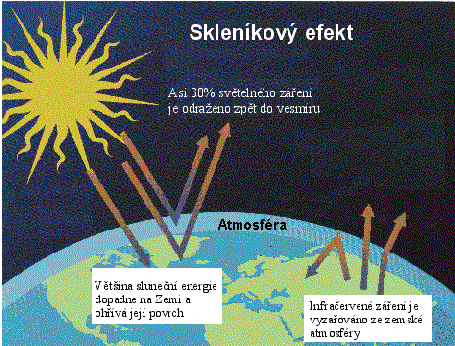 Skleníkový efekt
Asi 30% světelného záření
je odraženo zpět do vesmíru
Atmosféra
Většina sluneční energie
dopadne na Zemi a
ohřívá její povrch
Infračervené záření je
vyzařováno ze zemské
atmosféry